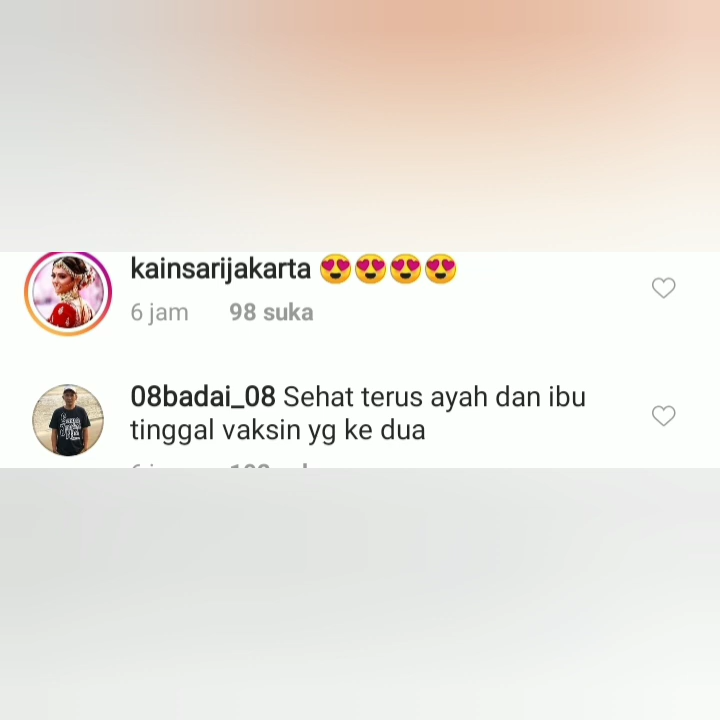 kainsarijakarta 😍😍😍😍
6 jam 98 suka
08badai_08 Sehat terus ayah dan ibu
tinggal vaksin yg ke dua